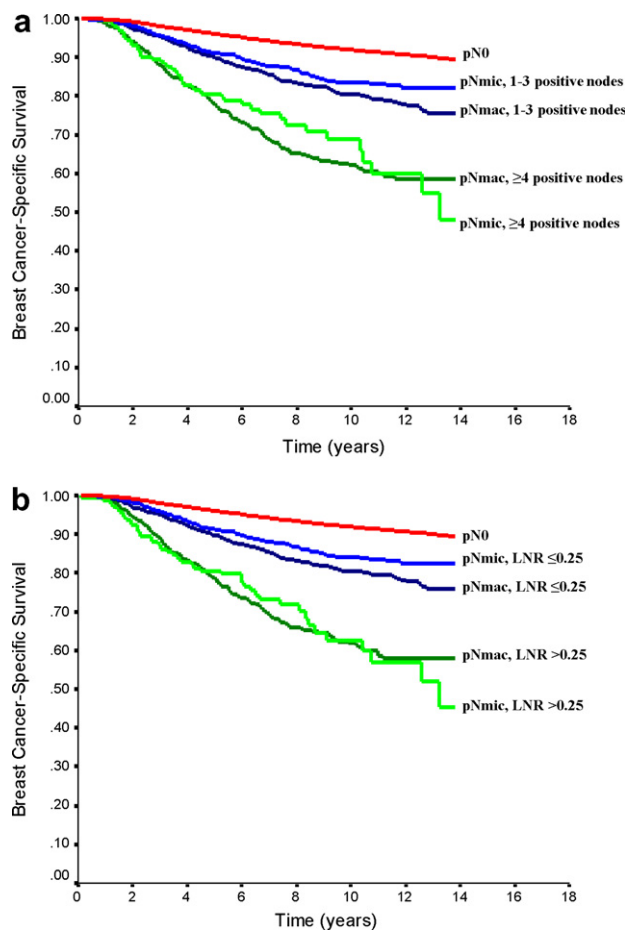 a
Breast Cancer-Specific Survival
1.00
.90
.80
.70
.60
.50
.40
.30
.20
.10
0.00
pN0
pNmic, 1-3 positive nodes
pNmac, 1-3 positive nodes
pNmac, ≥4 positive nodes
pNmic, ≥4 positive nodes
0 2 4 6 8 10 12 14 16 18
Time (years)
b
Breast Cancer-Specific Survival
1.00
.90
.80
.70
.60
.50
.40
.30
.20
.10
.00
pN0
pNmic, LNR ≤0.25
pNmac, LNR ≤0.25
pNmac, LNR >0.25
pNmic, LNR >0.25
0 2 4 6 8 10 12 14 16 18
Time (years)